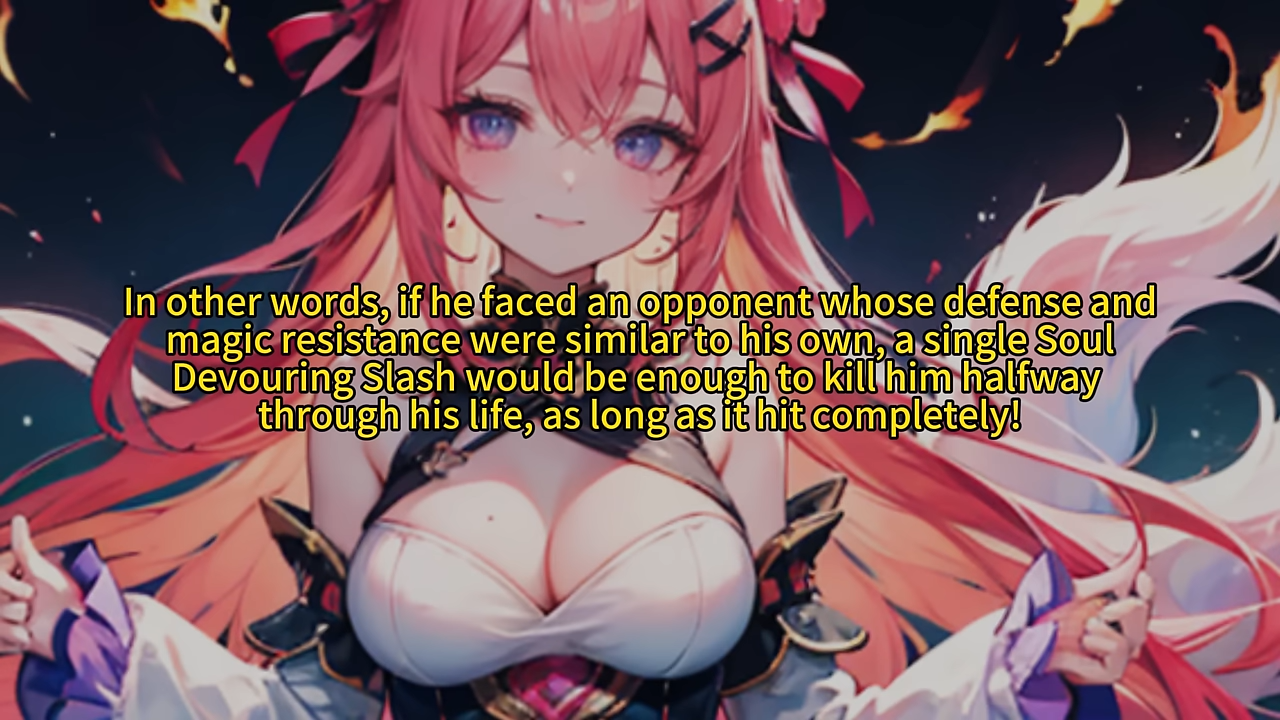 In other words, if he faced an opponent whose defense and
magic resistance were similar to his own, a single Soul
Devouring Slash would be enough to kill him halfway
through his life, as long as it hit completely!